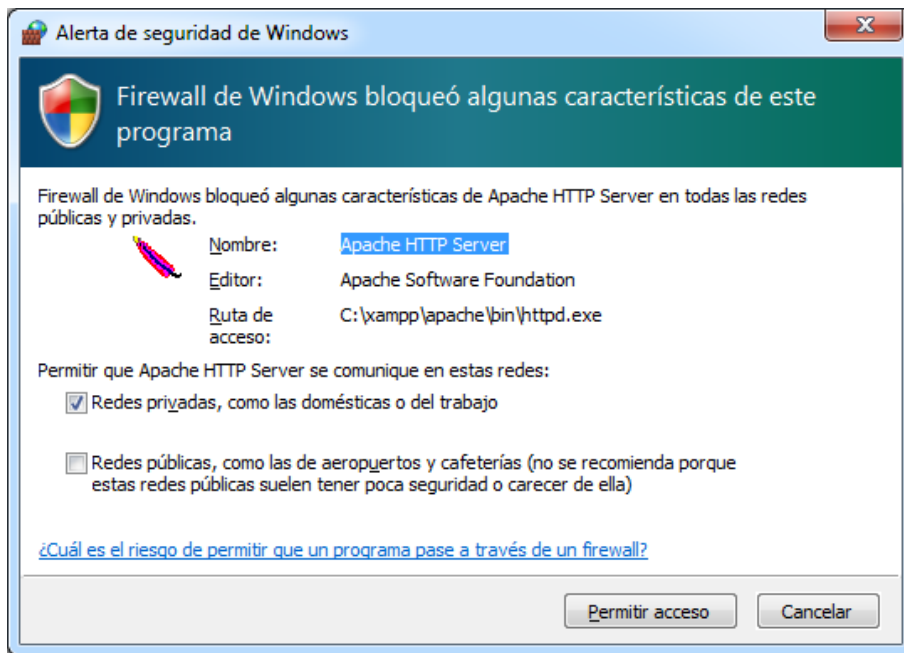 Alerta de seguridad de Windows
Firewall de Windows bloqueó algunas características de este
programa
Firewall de Windows bloqueó algunas características de Apache HTTP Server en todas las redes
públicas y privadas.
Nombre: Apache HTTP Server
Editor: Apache Software Foundation
Ruta de C:\xampp\apache\bin\httpd.exe
acceso:
Permitir que Apache HTTP Server se comunique en estas redes:
Redes privadas, como las domésticas o del trabajo
Redes públicas, como las de aeropuertos y cafeterías (no se recomienda porque
estas redes públicas suelen tener poca seguridad o carecer de ella)
¿Cuál es el riesgo de permitir que un programa pase a través de un firewall?
Permitir acceso Cancelar